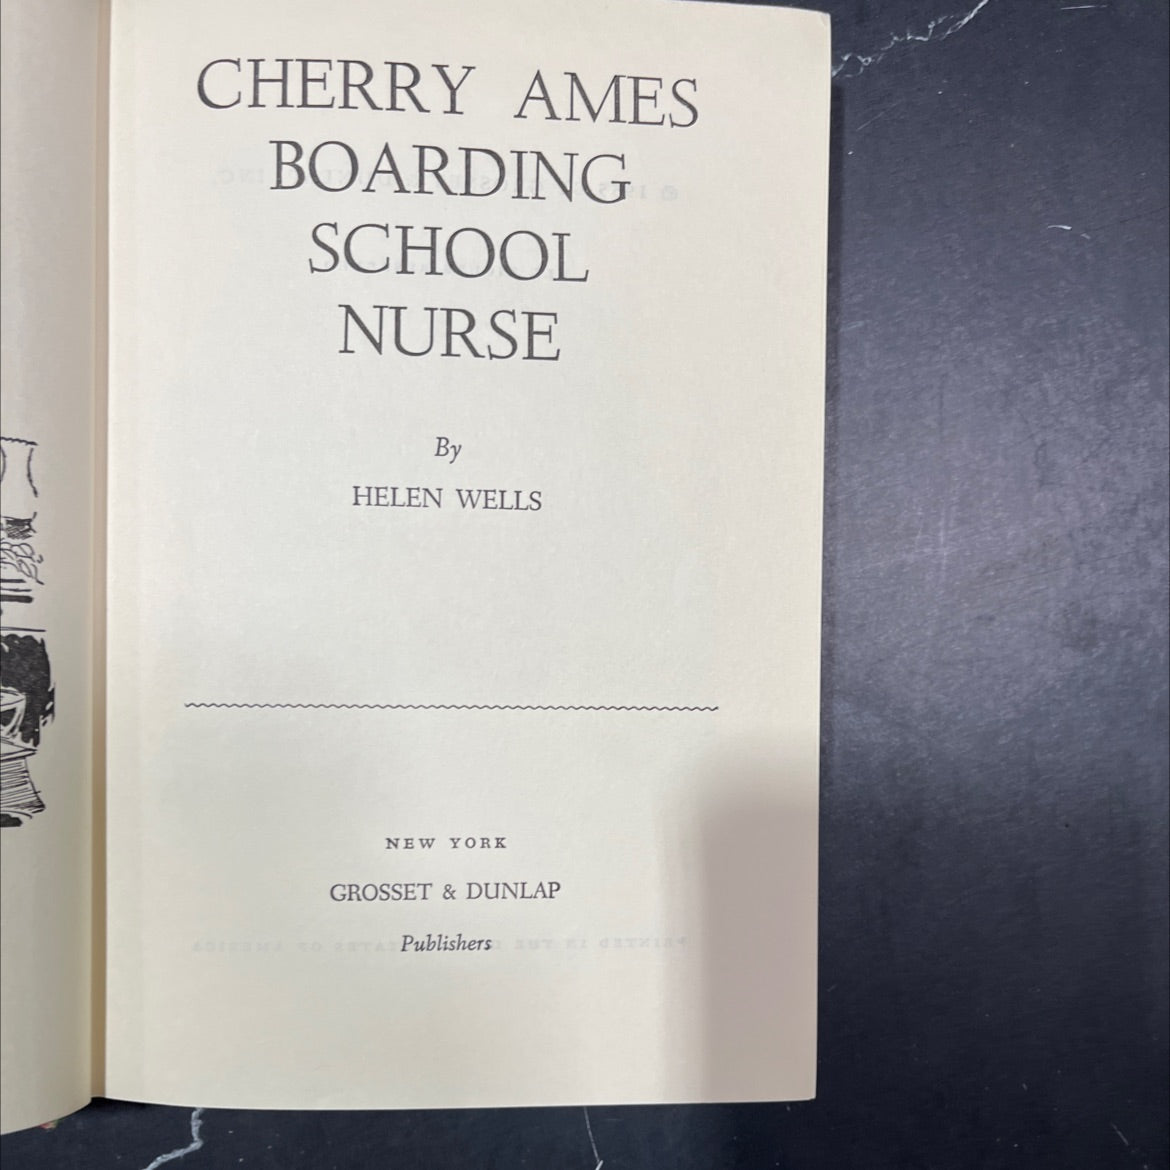 CHERRY AMES
BOARDING
SCHOOL
NURSE
By
HELEN WELLS
NEW YORK
GROSSET & DUNLAP
Publishers